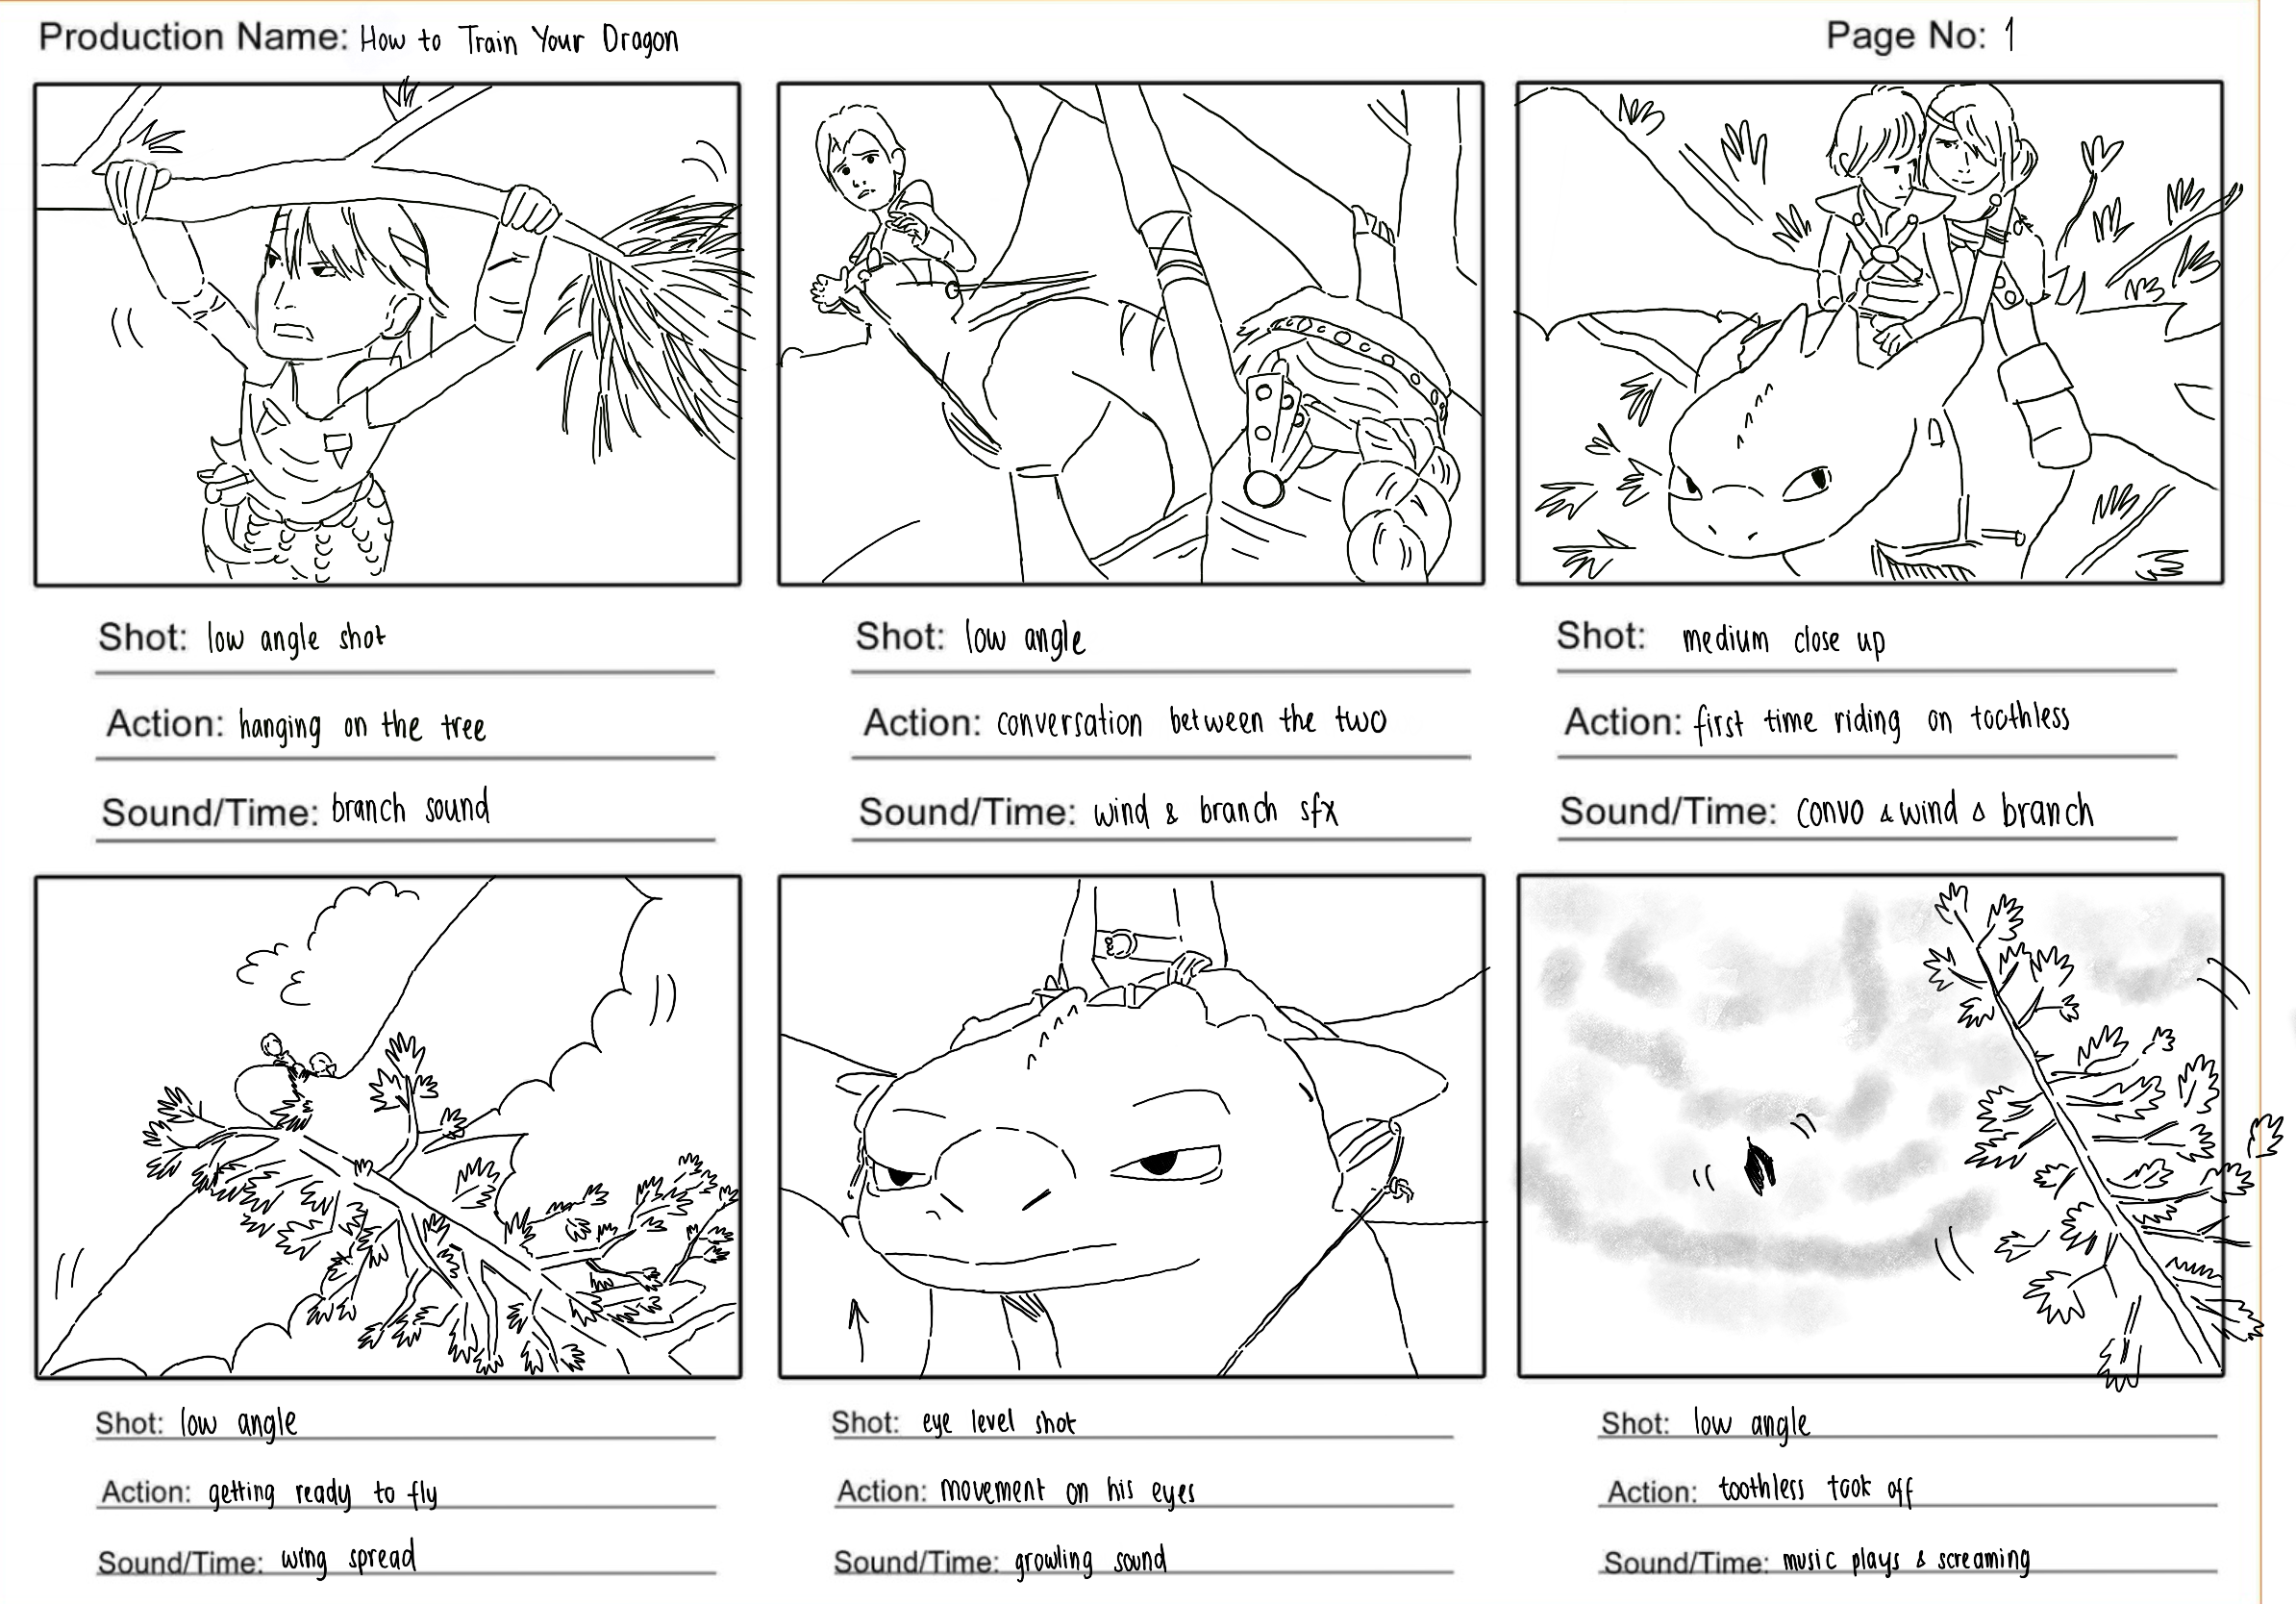 Production Name: How to Train Your Dragon
Page No: 1
Shot: low angle shot
Action: hanging on the tree
Sound/Time: branch sound
Shot: low angle
Action: conversation between the two
Sound/Time: wind & branch sfx
Shot: medium close up
Action: first time riding on toothless
Sound/Time: convo & wind & branch
Shot: low angle
Action: getting ready to fly
Sound/Time: wing spread
Shot: eye level shot
Action: movement on his eyes
Sound/Time: growling sound
Shot: low angle
Action: toothless took off
Sound/Time: music plays & screaming